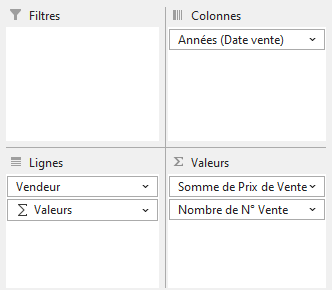 Filtres
Colonnes
Années (Date vente)
Lignes
Vendeur
Σ Valeurs
Σ Valeurs
Somme de Prix de Vente
Nombre de N° Vente